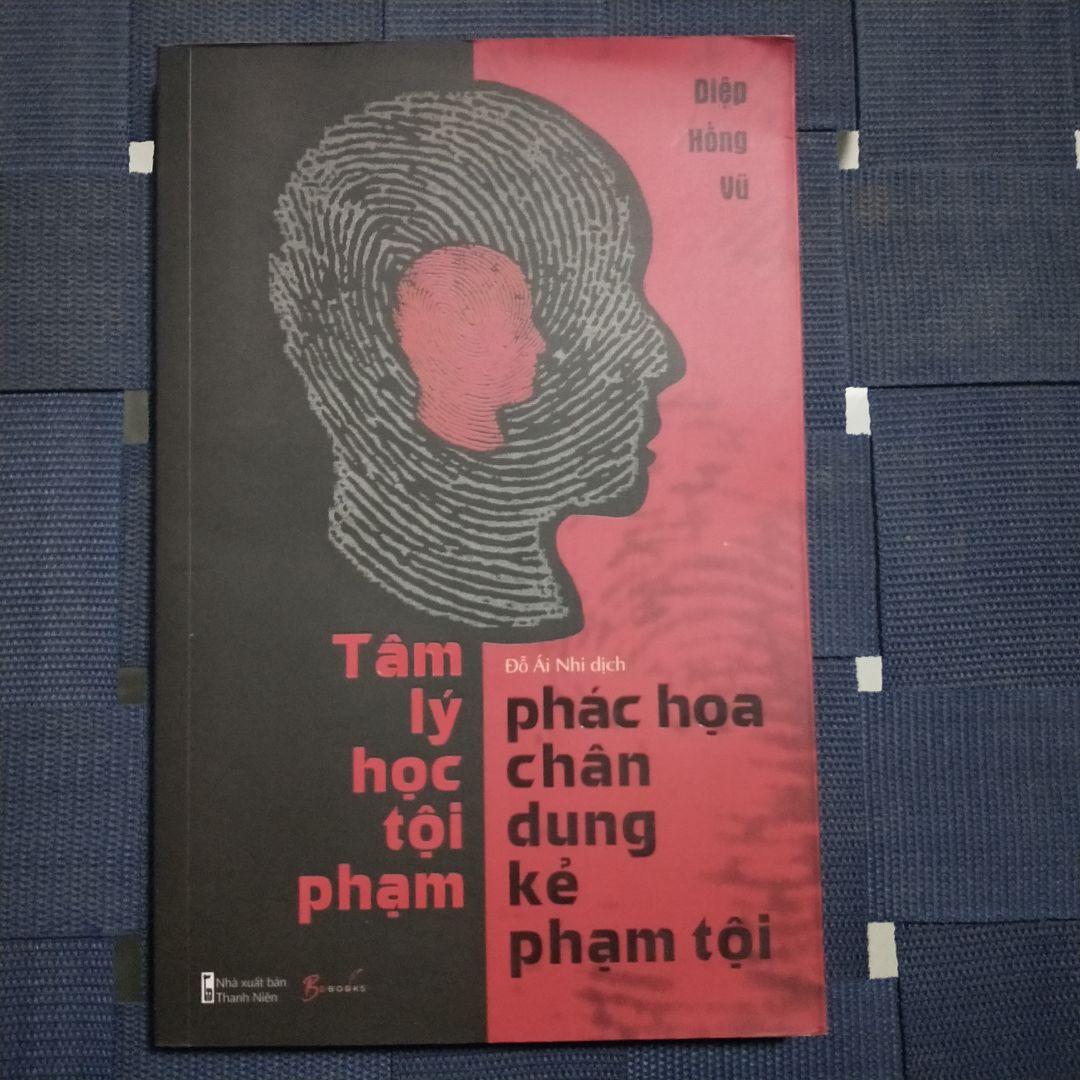 Diệp
Hồng
Vũ
Tâm
lý
học
tội
phạm
Đỗ Ái Nhi dịch
phác họa
chân
dung
kẻ
phạm tội
Nhà xuất bản
Thanh Niên
BOOKS